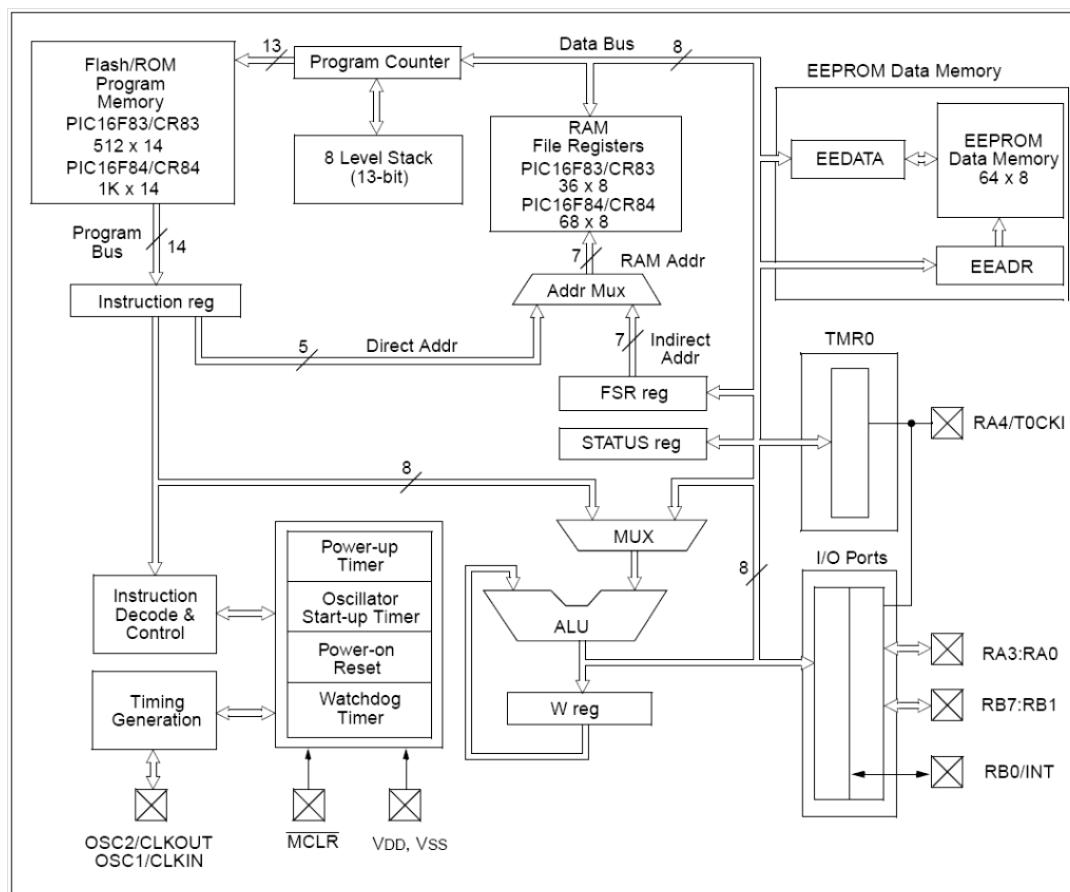 Flash/ROM
Program
Memory
PIC16F83/CR83
512 x 14
PIC16F84/CR84
1K x 14
13
Program Counter
Data Bus
8
8 Level Stack
(13-bit)
RAM
File Registers
PIC16F83/CR83
36 x 8
PIC16F84/CR84
68 x 8
EEPROM Data Memory
EEDATA
EEPROM
Data Memory
64 x 8
EEADR
Program
Bus
14
7
RAM Addr
Instruction reg
Addr Mux
5
Direct Addr
7
Indirect
Addr
FSR reg
STATUS reg
TMR0
RA4/T0CKI
8
MUX
8
I/O Ports
Power-up
Timer
Oscillator
Start-up Timer
Power-on
Reset
Watchdog
Timer
Instruction
Decode &
Control
ALU
Timing
Generation
W reg
RA3:RA0
RB7:RB1
RB0/INT
OSC2/CLKOUT
OSC1/CLKIN
MCLR
VDD, VSS